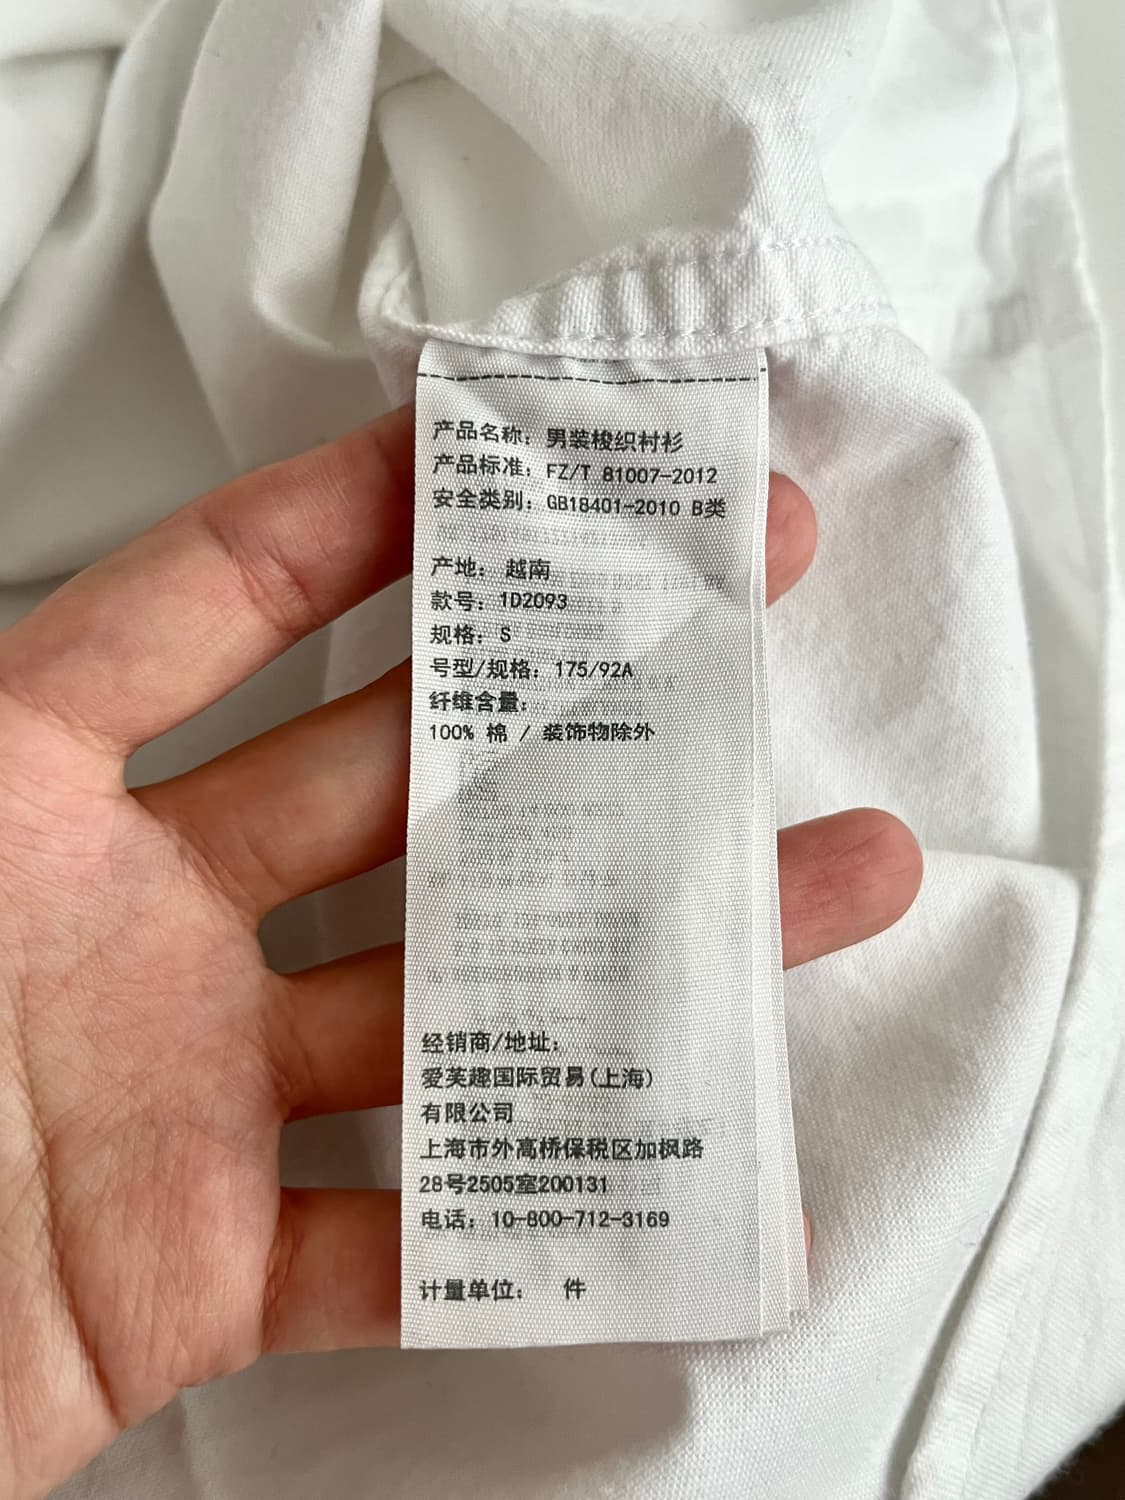 产品名称：男装梭织衬衫
产品标准：FZ/T 81007-2012
安全类别：GB18401-2010 B类
产地：越南
款号：1D2093
规格：S
号型/规格：175/92A
纤维含量：
100% 棉 / 装饰物除外
经销商/地址：
爱芙趣国际贸易(上海)
有限公司
上海市外高桥保税区加枫路
28号2505室200131
电话：10-800-712-3169
计量单位： 件